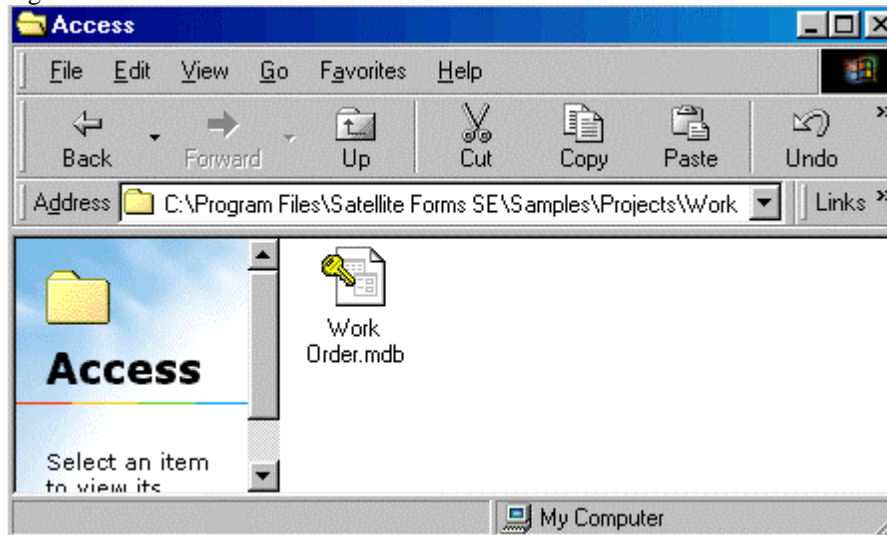 Access
File Edit View Go Favorites Help
Back Forward Up Cut Copy Paste Undo »
Address C:\Program Files\Satellite Forms SE\Samples\Projects\Work Links »
Work
Order.mdb
Access
Select an item
to view its
My Computer